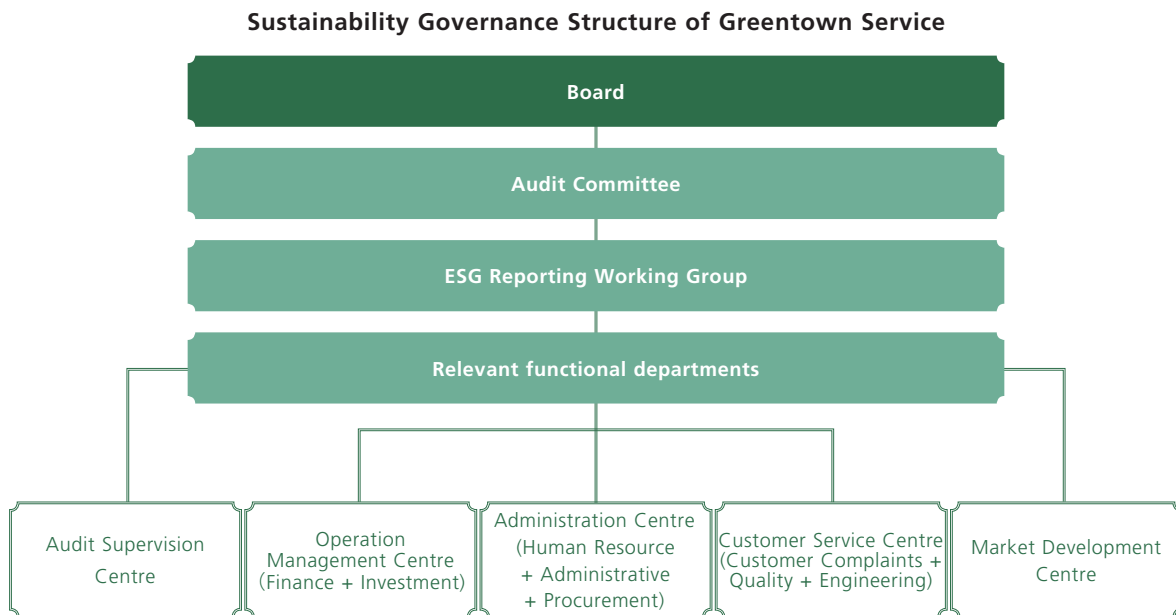 Sustainability Governance Structure of Greentown Service
Board
Audit Committee
ESG Reporting Working Group
Relevant functional departments
Audit Supervision
Centre
Operation
Management Centre
(Finance + Investment)
Administration Centre
(Human Resource
+ Administrative
+ Procurement)
Customer Service Centre
(Customer Complaints +
Quality + Engineering)
Market Development
Centre